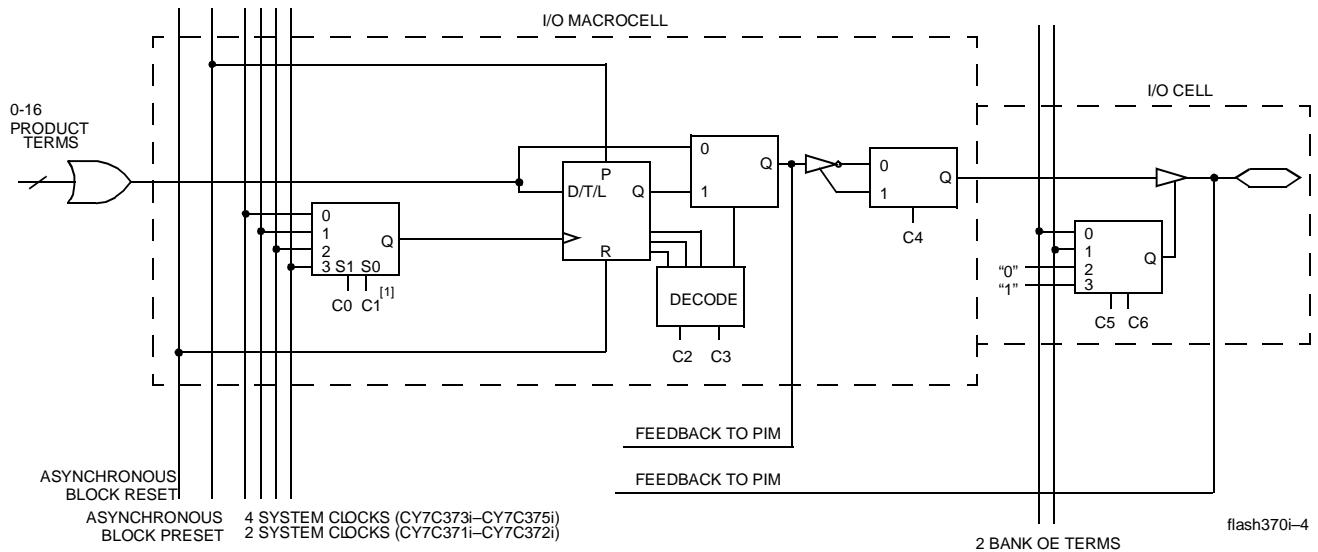 I/O MACROCELL
I/O CELL
0-16
PRODUCT
TERMS
0
1
Q
P
D/T/L
Q
R
0
1
Q
C4
0
1
2
3 S1 S0
Q
C0 C1
[1]
DECODE
C2 C3
0
1
2
3
Q
"0"
"1"
C5 C6
FEEDBACK TO PIM
FEEDBACK TO PIM
ASYNCHRONOUS
BLOCK RESET
ASYNCHRONOUS
BLOCK PRESET
4 SYSTEM CLOCKS (CY7C373i–CY7C375i)
2 SYSTEM CLOCKS (CY7C371i–CY7C372i)
2 BANK OE TERMS
flash370i–4